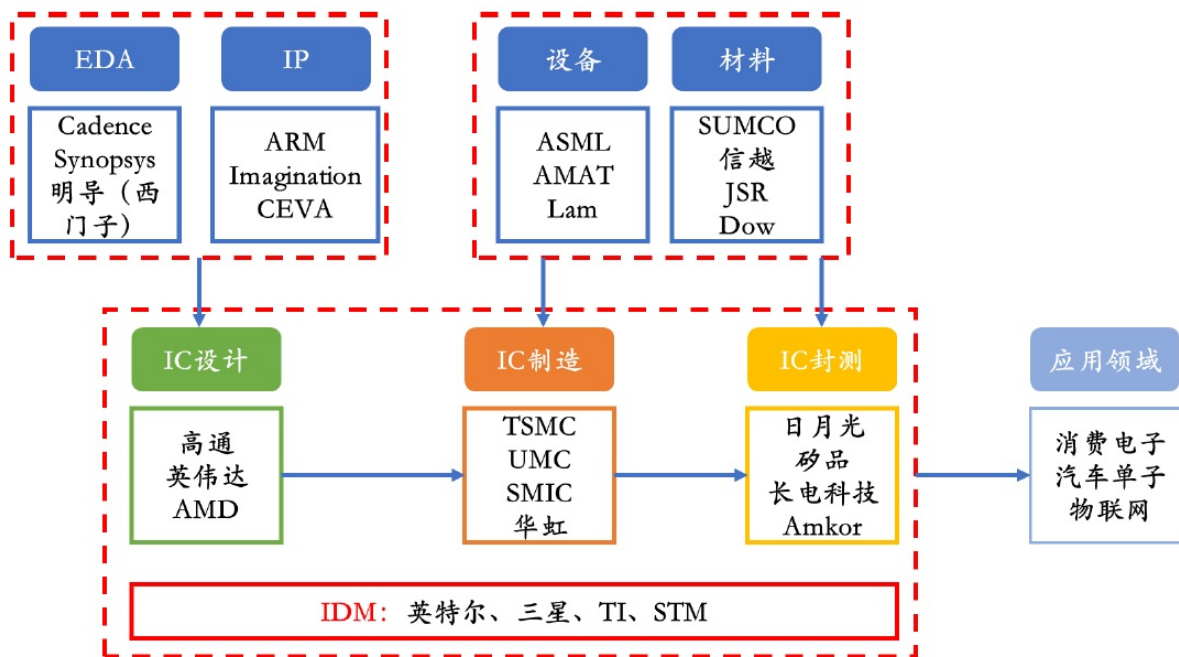 EDA
Cadence
Synopsys
明导（西
门子）
IP
ARM
Imagination
CEVA
设备
ASML
AMAT
Lam
材料
SUMCO
信越
JSR
Dow
IC设计
高通
英伟达
AMD
IC制造
TSMC
UMC
SMIC
华虹
IC封测
日月光
矽品
长电科技
Amkor
应用领域
消费电子
汽车单子
物联网
IDM：英特尔、三星、TI、STM